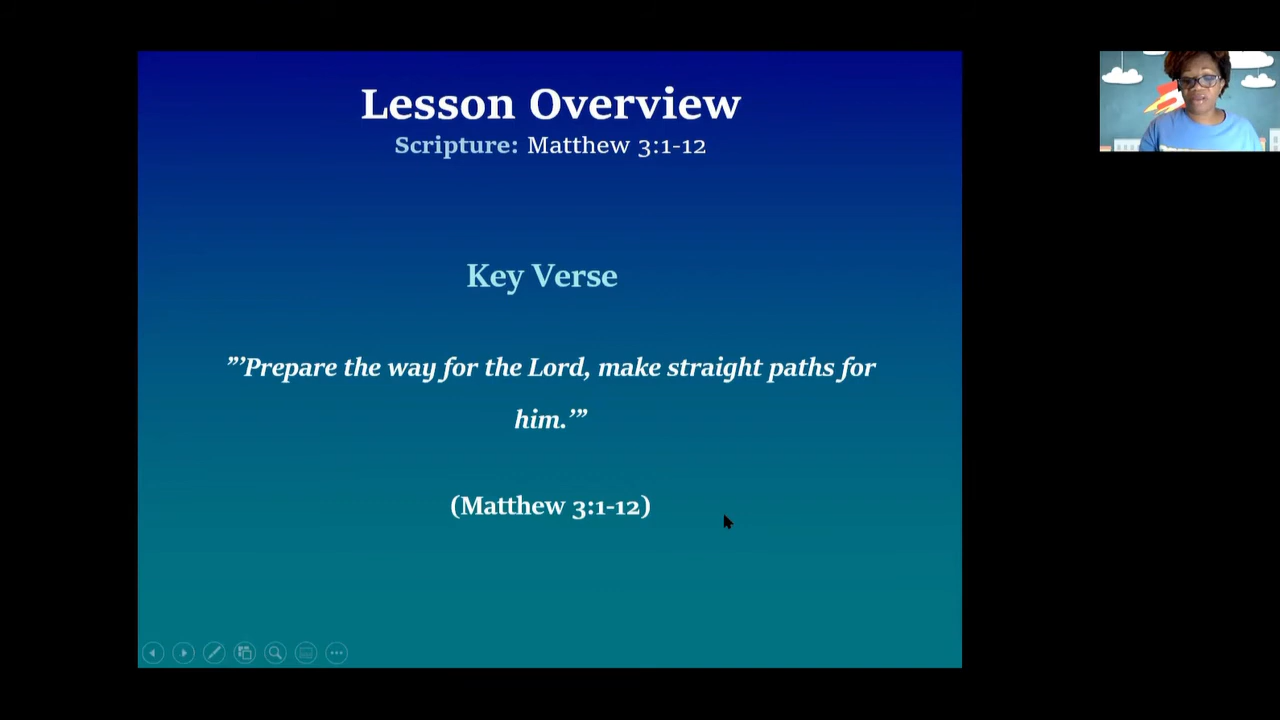 Lesson Overview
Scripture: Matthew 3:1-12
Key Verse
”’Prepare the way for the Lord, make straight paths for
him.’”
(Matthew 3:1-12)